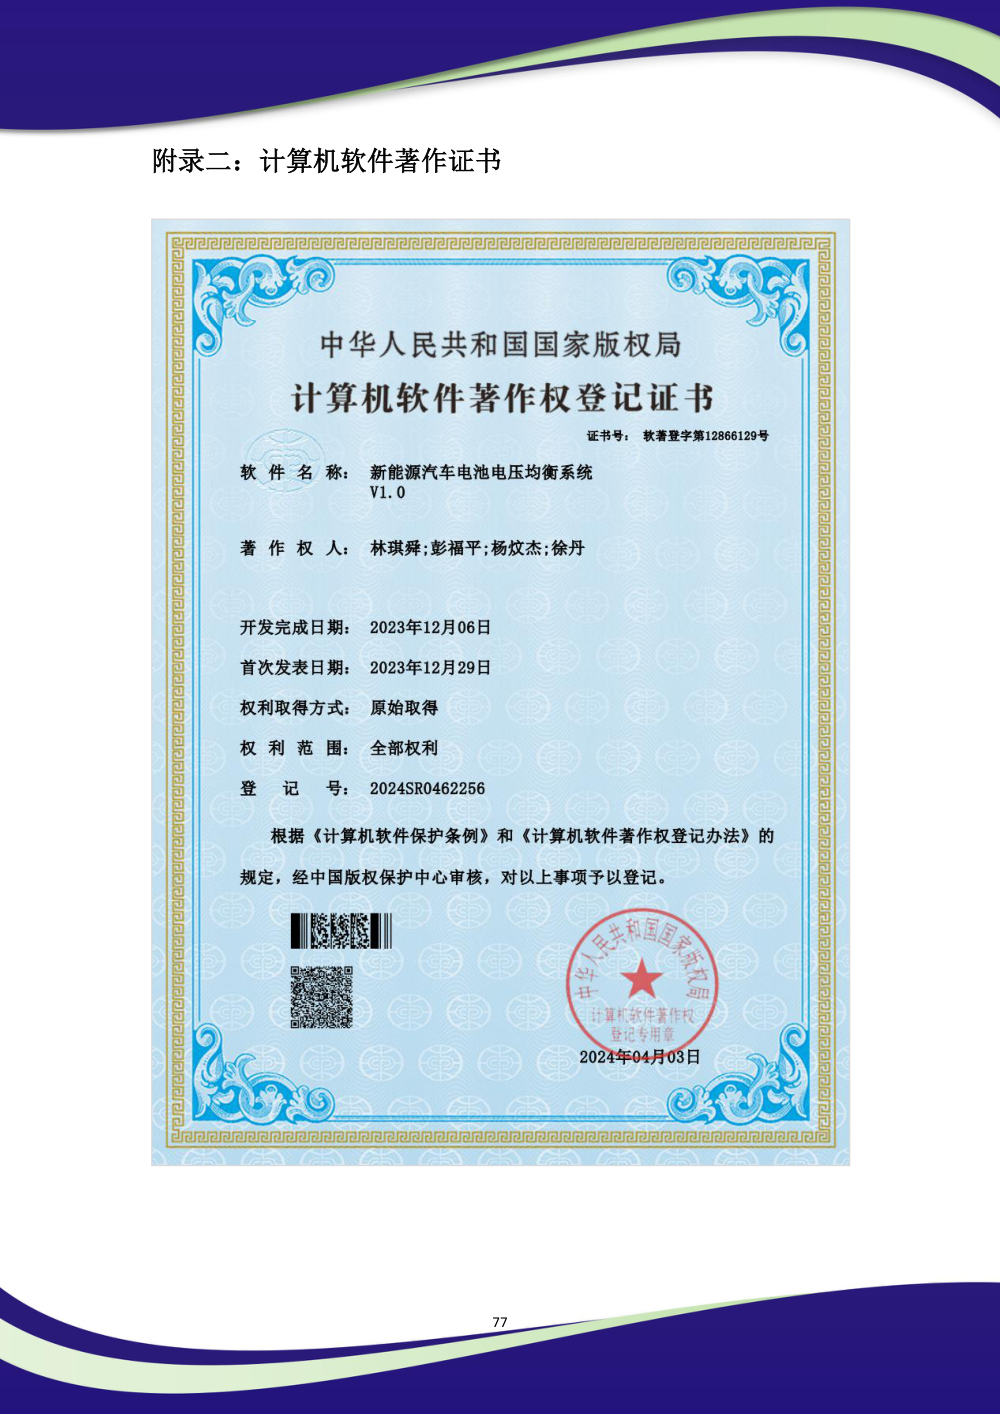 附录二：计算机软件著作证书
中华人民共和国国家版权局
计算机软件著作权登记证书
证书号： 软著登字第12866129号
软件名称： 新能源汽车电池电压均衡系统
V1.0
著作权人： 林琪舜;彭福平;杨炆杰;徐丹
开发完成日期： 2023年12月06日
首次发表日期： 2023年12月29日
权利取得方式： 原始取得
权利范围： 全部权利
登记号： 2024SR0462256
根据《计算机软件保护条例》和《计算机软件著作权登记办法》的
规定，经中国版权保护中心审核，对以上事项予以登记。
中华人民共和国国家版权局
计算机软件著作权
登记专用章
2024年04月03日
77